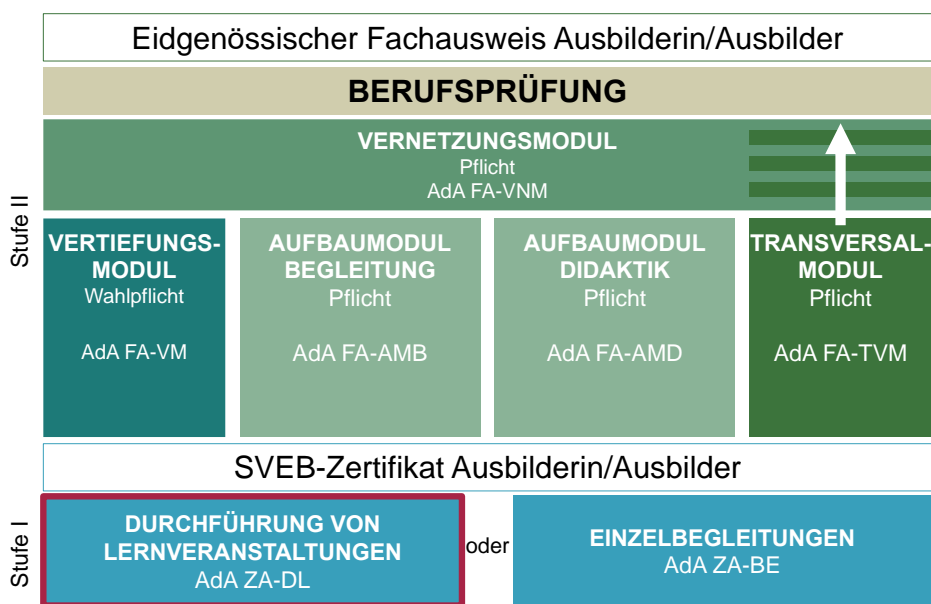 Eidgenössischer Fachausweis Ausbilderin/Ausbilder
BERUFSPRÜFUNG
VERNETZUNGSMODUL
Pflicht
AdA FA-VNM
Stufe II
VERTIEFUNGS-
MODUL
Wahlpflicht
AdA FA-VM
AUFBAUMODUL
BEGLEITUNG
Pflicht
AdA FA-AMB
AUFBAUMODUL
DIDAKTIK
Pflicht
AdA FA-AMD
TRANSVERSAL-
MODUL
Pflicht
AdA FA-TVM
SVEB-Zertifikat Ausbilderin/Ausbilder
Stufe I
DURCHFÜHRUNG VON
LERNVERANSTALTUNGEN
AdA ZA-DL
oder
EINZELBEGLEITUNGEN
AdA ZA-BE